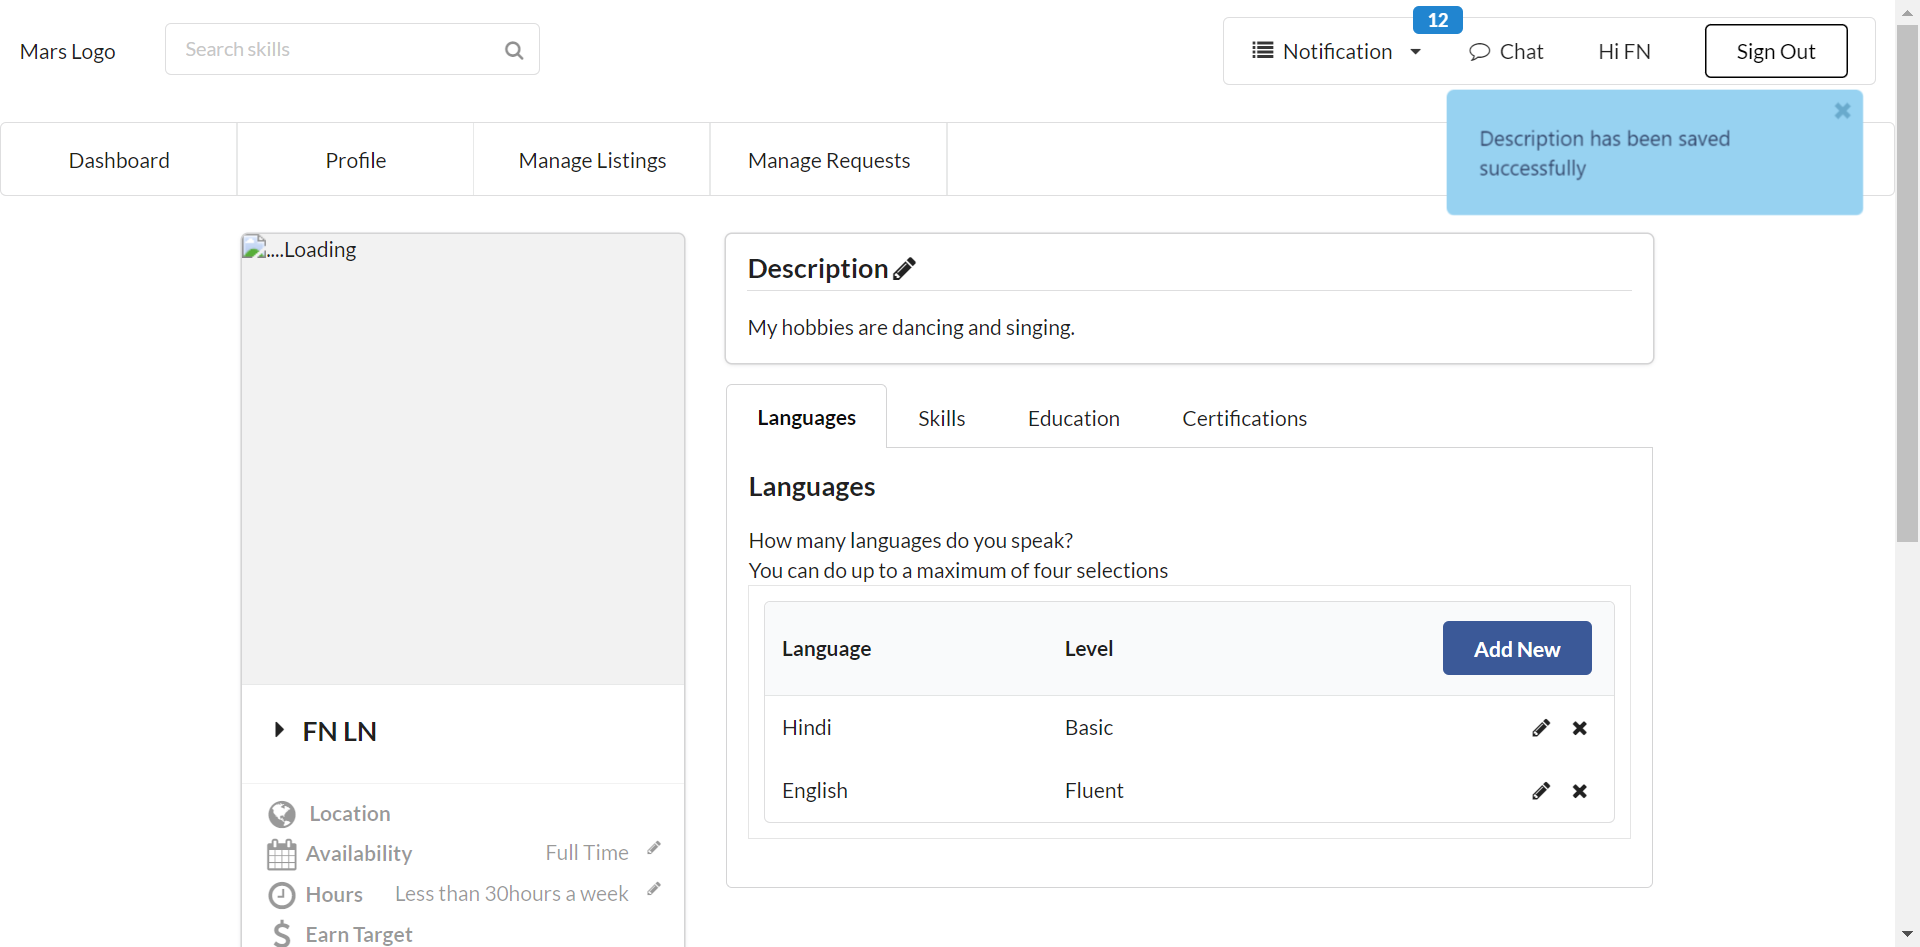 Mars Logo
Search skills
12
Notification
Chat
Hi FN
Sign Out
Description has been saved
successfully
Dashboard
Profile
Manage Listings
Manage Requests
....Loading
FN LN
Location
Availability
Full Time
Hours
Less than 30hours a week
Earn Target
Description
My hobbies are dancing and singing.
Languages
Skills
Education
Certifications
Languages
How many languages do you speak?
You can do up to a maximum of four selections
Language
Level
Add New
Hindi
Basic
English
Fluent